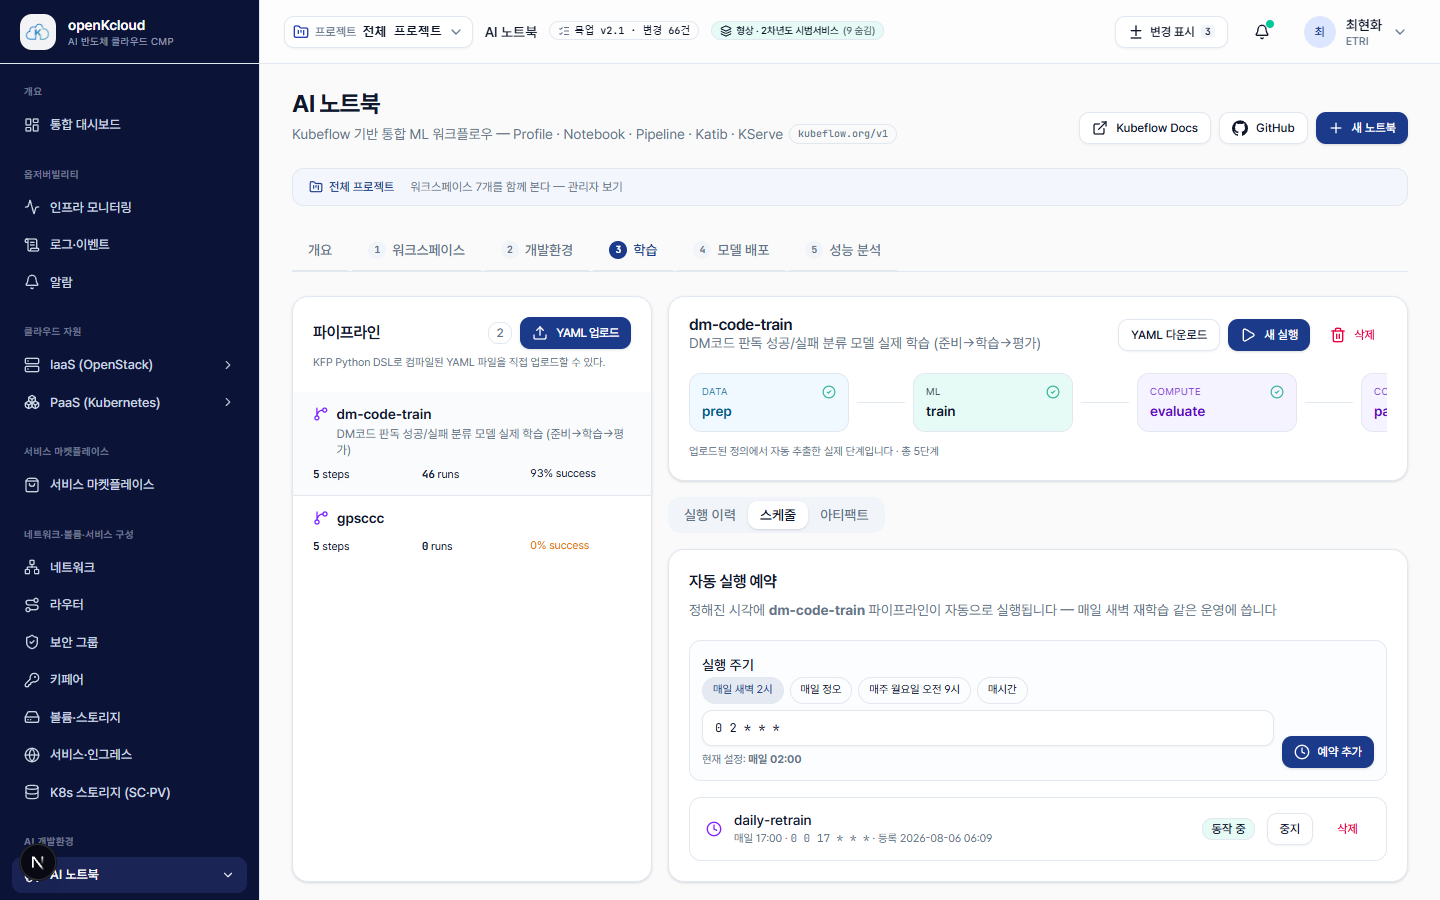 openKcloud
AI 반도체 클라우드 CMP
개요
통합 대시보드
옵저버빌리티
인프라 모니터링
로그·이벤트
알람
클라우드 자원
IaaS (OpenStack)
PaaS (Kubernetes)
서비스 마켓플레이스
서비스 마켓플레이스
네트워크·볼륨·서비스 구성
네트워크
라우터
보안 그룹
키페어
볼륨·스토리지
서비스·인그레스
K8s 스토리지 (SC·PV)
AI 개발환경
N
AI 노트북
프로젝트 전체 프로젝트
AI 노트북
목업 v2.1 · 변경 66건
형상 · 2차년도 시범서비스 (9 숨김)
변경 표시 3
최
최현화
ETRI
AI 노트북
Kubeflow 기반 통합 ML 워크플로우 — Profile · Notebook · Pipeline · Katib · KServe kubeflow.org/v1
Kubeflow Docs
GitHub
새 노트북
전체 프로젝트 워크스페이스 7개를 함께 본다 — 관리자 보기
개요
1 워크스페이스
2 개발환경
3 학습
4 모델 배포
5 성능 분석
파이프라인
2
YAML 업로드
KFP Python DSL로 컴파일된 YAML 파일을 직접 업로드할 수 있다.
dm-code-train
DM코드 판독 성공/실패 분류 모델 실제 학습 (준비→학습→평
가)
5 steps 46 runs 93% success
gpsccc
5 steps 0 runs 0% success
dm-code-train
DM코드 판독 성공/실패 분류 모델 실제 학습 (준비→학습→평가)
YAML 다운로드
새 실행
삭제
DATA
prep
ML
train
COMPUTE
evaluate
CO
pa
업로드된 정의에서 자동 추출한 실제 단계입니다 · 총 5단계
실행 이력
스케줄
아티팩트
자동 실행 예약
정해진 시각에 dm-code-train 파이프라인이 자동으로 실행됩니다 — 매일 새벽 재학습 같은 운영에 씁니다
실행 주기
매일 새벽 2시
매일 정오
매주 월요일 오전 9시
매시간
0 2 * * *
현재 설정: 매일 02:00
예약 추가
daily-retrain
매일 17:00 · 0 0 17 * * * · 등록 2026-08-06 06:09
동작 중
중지
삭제